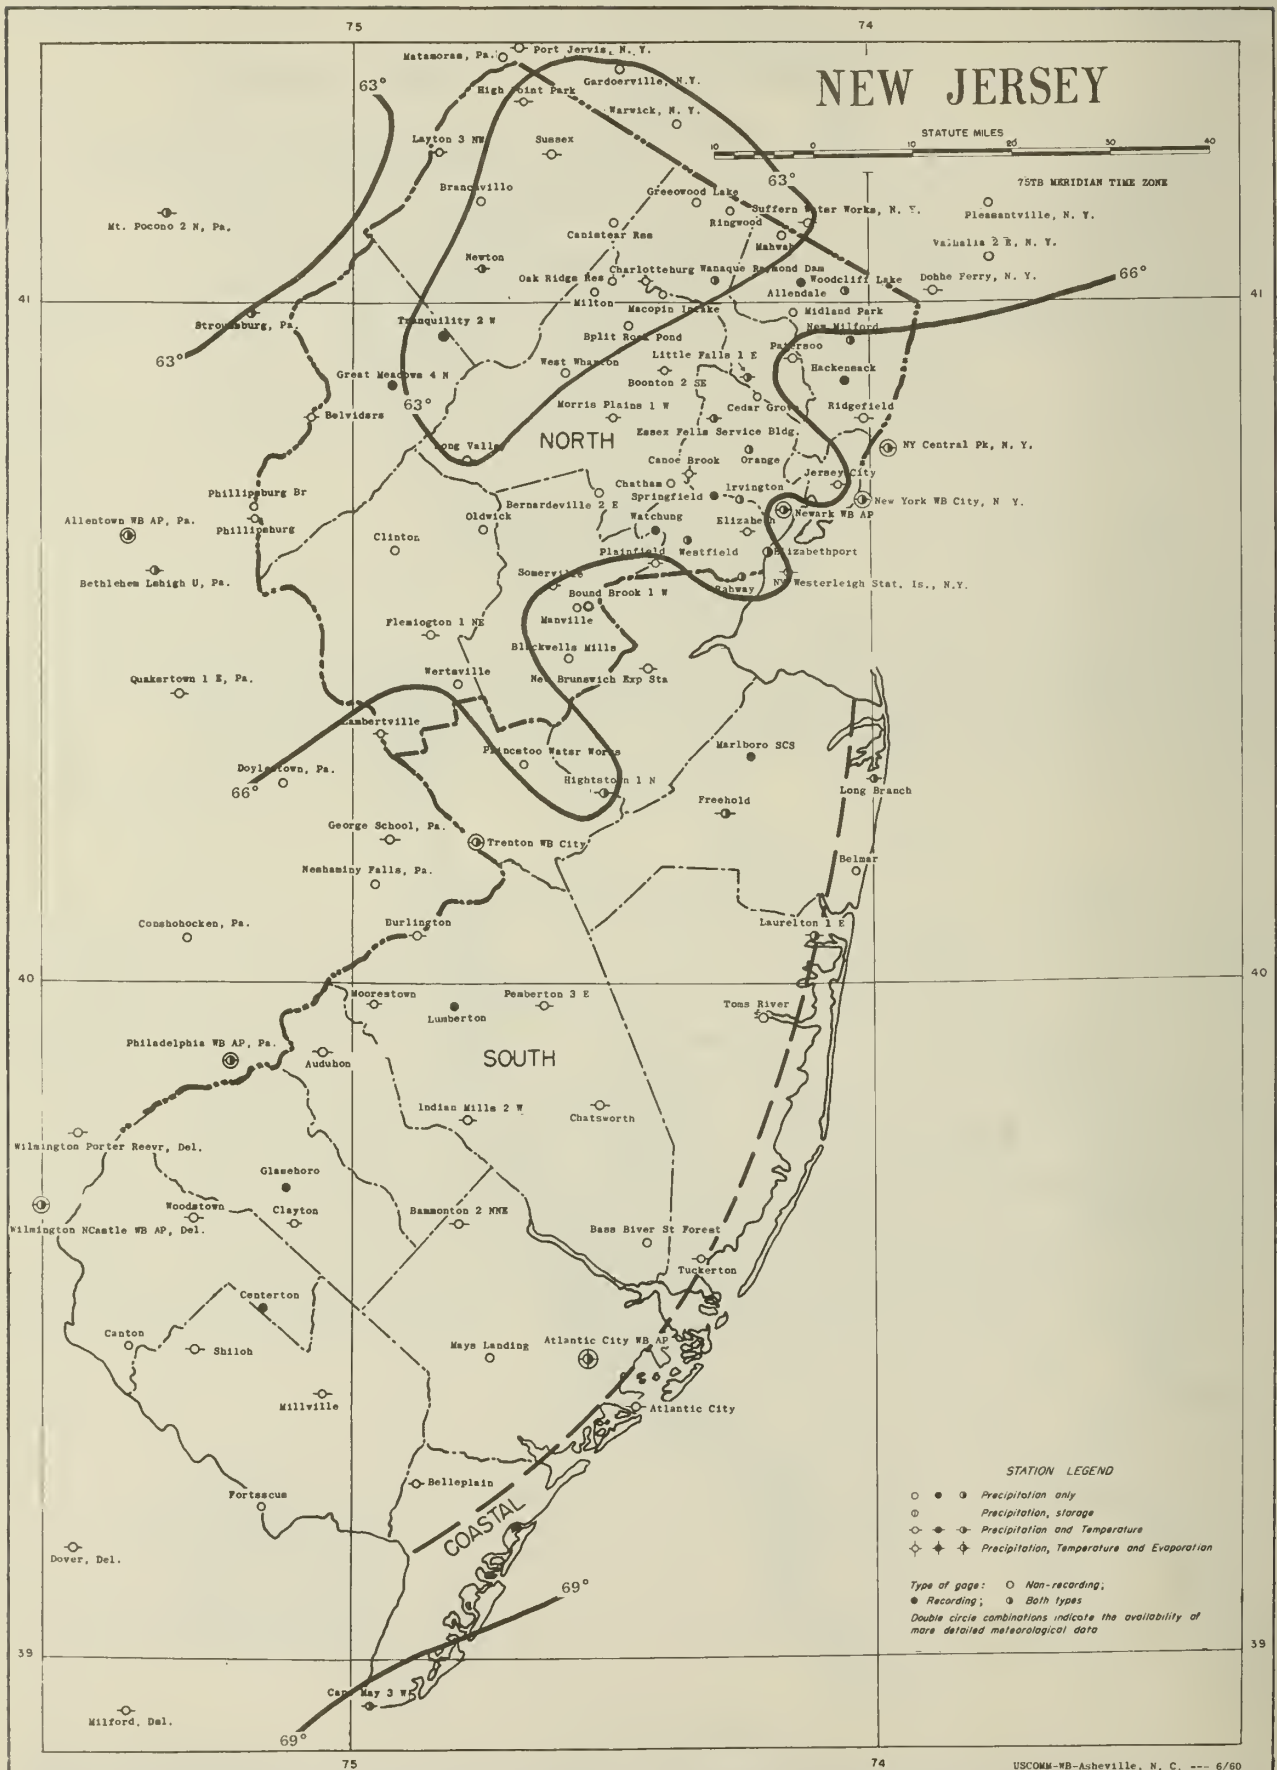 75
74
Matamoras, Pa.
Port Jervis, N. Y.
NEW JERSEY
63°
Gardnerville, N.Y.
High Point Park
Warwick, N. Y.
STATUTE MILES
10 0 10 20 30 40
Layton 3 NW
Sussex
63°
75TH MERIDIAN TIME ZONE
Branchville
Greenwood Lake
Suffern Water Works, N. Y.
Ringwood
Pleasantville, N. Y.
Mt. Pocono 2 N, Pa.
Canistear Res
Mahwah
Valhalla 2 E, N. Y.
Newton
Oak Ridge Res
Charlotteburg
Wanaque Raymond Dam
Woodcliff Lake
Dobbs Ferry, N. Y.
66°
41
Milton
Allendale
41
Macopin Intake
Midland Park
Stroudsburg, Pa.
Tranquility 2 W
Split Rock Pond
New Milford
63°
West Wharton
Little Falls 1 E
Paterson
Great Meadows 4 N
Boonton 2 SE
Hackensack
63°
Morris Plains 1 W
Cedar Grove
Ridgefield
Belvidere
NORTH
Essex Fells Service Bldg.
Long Valley
Orange
NY Central Pk, N. Y.
Canoe Brook
Chatham
Jersey City
Phillipsburg Br
Springfield
Irvington
Bernardsville 2 E
New York WB City, N. Y.
Allentown WB AP, Pa.
Phillipsburg
Oldwick
Watchung
Elizabeth
Newark WB AP
Clinton
Plainfield
Westfield
Elizabethport
Bethlehem Lehigh U, Pa.
Somerville
Rahway
NY Westerleigh Stat. Is., N.Y.
Bound Brook 1 W
Flemington 1 NE
Manville
Blackwells Mills
Quakertown 1 E, Pa.
Wertsville
New Brunswick Exp Sta
Lambertville
Princeton Water Works
Marlboro SCS
Doylestown, Pa.
Hightstown 1 N
66°
Long Branch
Freehold
George School, Pa.
Trenton WB City
Belmar
Neshaminy Falls, Pa.
Conshohocken, Pa.
Burlington
Laurelton 1 E
40
40
Moorestown
Lumberton
Pemberton 3 E
Toms River
Philadelphia WB AP, Pa.
Audubon
SOUTH
Indian Mills 2 W
Chatsworth
Wilmington Porter Resvr, Del.
Glassboro
Woodstown
Clayton
Hammonton 2 NNE
Wilmington NCastle WB AP, Del.
Bass River St Forest
Tuckerton
Centerton
Canton
Shiloh
Mays Landing
Atlantic City WB AP
Millville
Atlantic City
Belleplain
Fortescue
COASTAL
Dover, Del.
69°
Cape May 3 W
Milford, Del.
69°
39
39
STATION LEGEND
Precipitation only
Precipitation, storage
Precipitation and Temperature
Precipitation, Temperature and Evaporation
Type of gage: Non-recording;
Recording; Both types
Double circle combinations indicate the availability of
more detailed meteorological data
75
74
USCOMM-WB-Asheville, N. C. --- 6/60